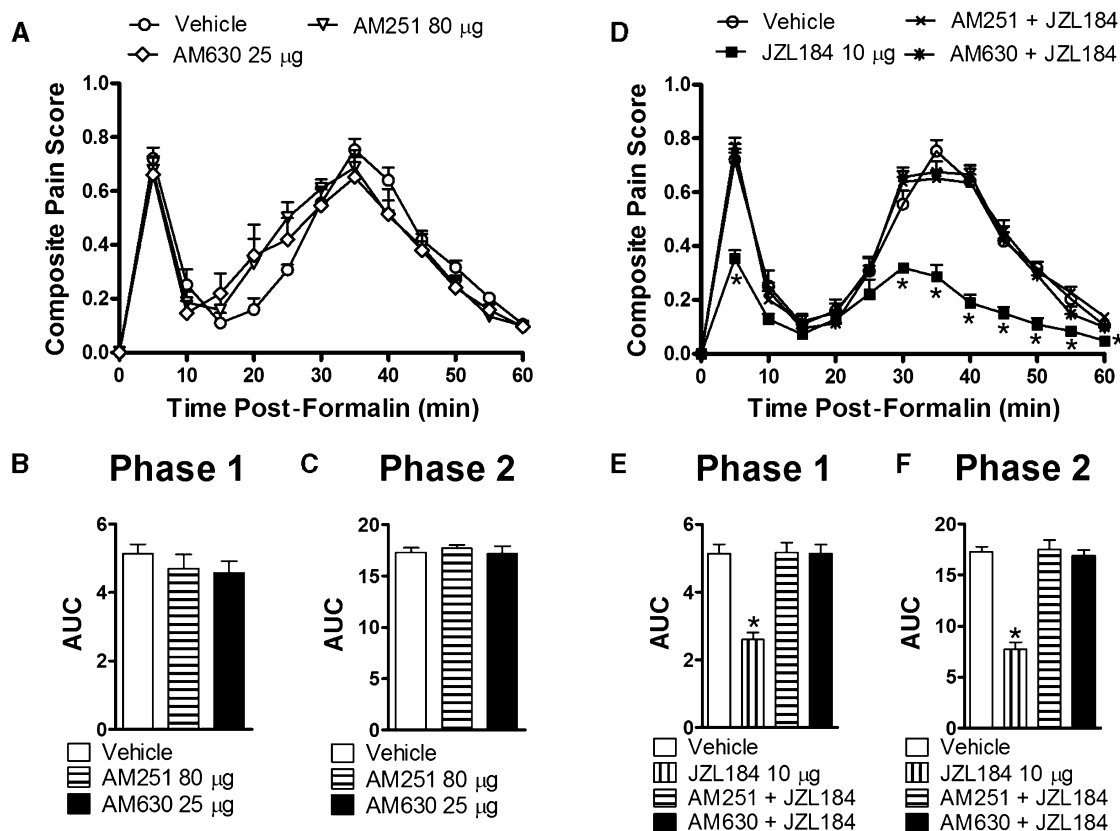 A
Vehicle
AM251 80 μg
AM630 25 μg
Composite Pain Score
1.0
0.8
0.6
0.4
0.2
0.0
0 10 20 30 40 50 60
Time Post-Formalin (min)
D
Vehicle
AM251 + JZL184
JZL184 10 μg
AM630 + JZL184
Composite Pain Score
1.0
0.8
0.6
0.4
0.2
0.0
*
*
*
*
*
*
*
*
0 10 20 30 40 50 60
Time Post-Formalin (min)
B
Phase 1
AUC
6
4
2
0
Vehicle
AM251 80 μg
AM630 25 μg
C
Phase 2
AUC
20
15
10
5
0
Vehicle
AM251 80 μg
AM630 25 μg
E
Phase 1
AUC
6
4
2
0
*
Vehicle
JZL184 10 μg
AM251 + JZL184
AM630 + JZL184
F
Phase 2
AUC
20
15
10
5
0
*
Vehicle
JZL184 10 μg
AM251 + JZL184
AM630 + JZL184